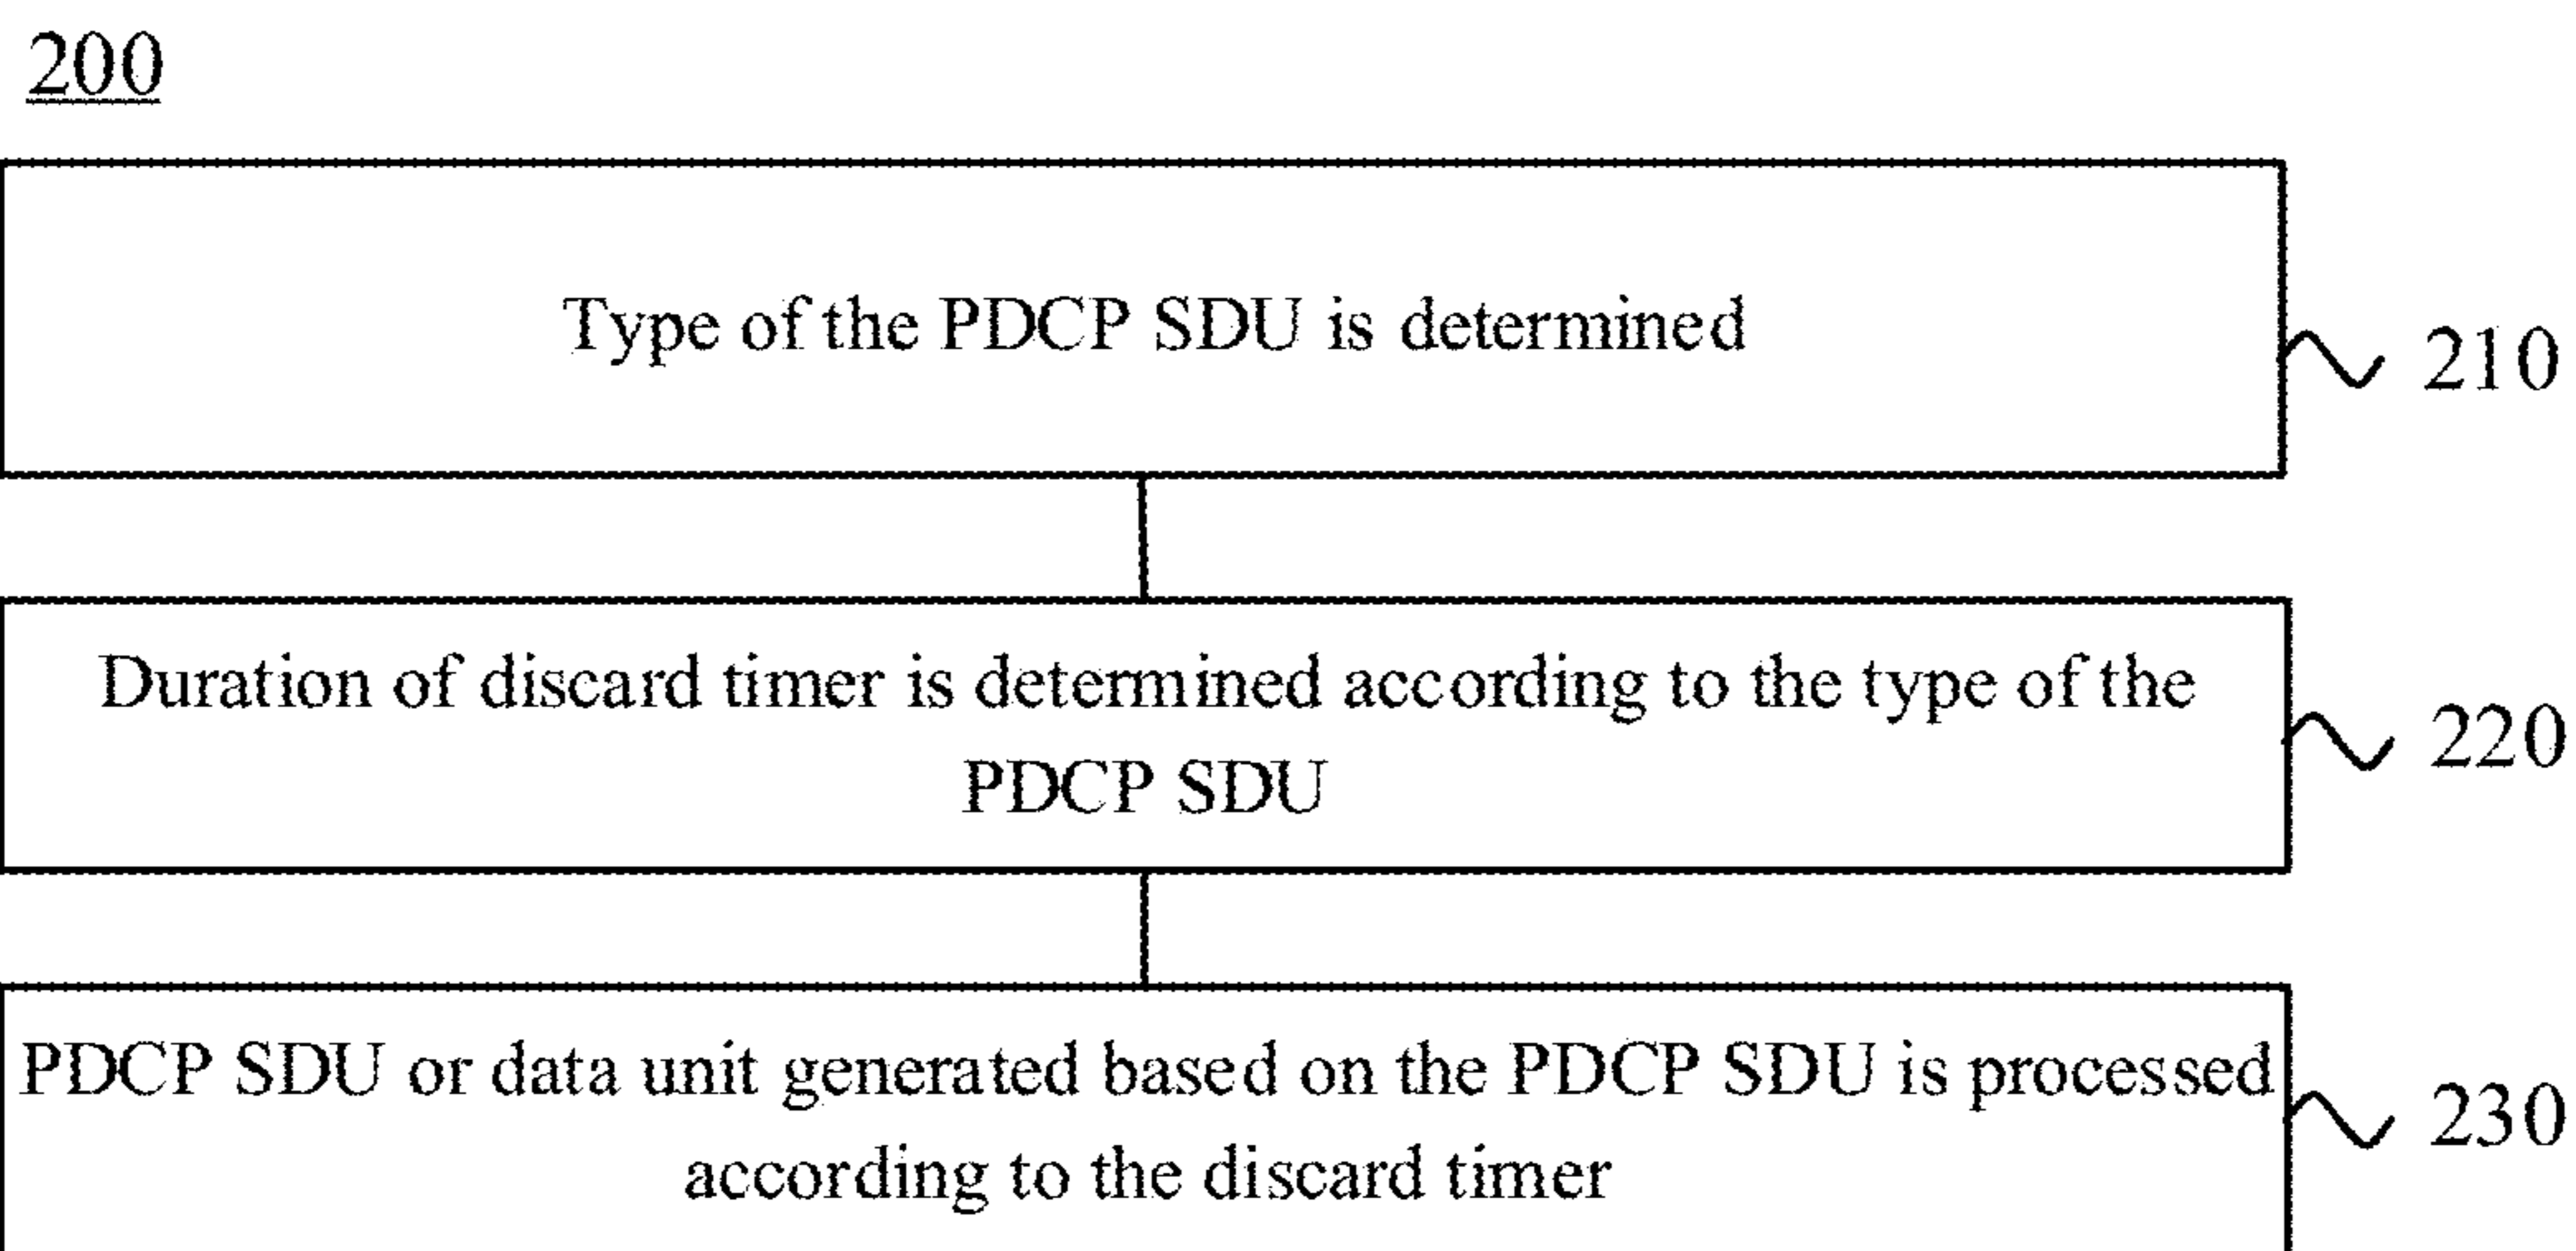 200
Type of the PDCP SDU is determined
210
Duration of discard timer is determined according to the type of the
PDCP SDU
220
PDCP SDU or data unit generated based on the PDCP SDU is processed
according to the discard timer
230